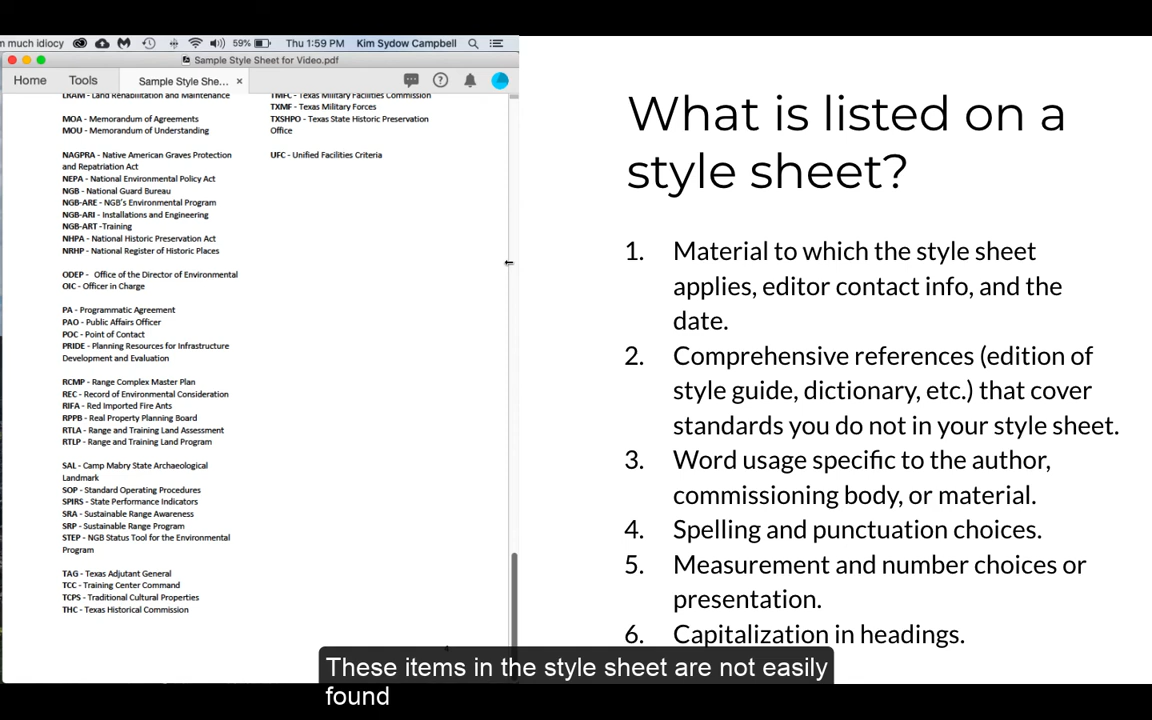 m much idiocy 59% Thu 1:59 PM Kim Sydow Campbell
Sample Style Sheet for Video.pdf
Home Tools Sample Style She... ×
LRAM - Land Rehabilitation and Maintenance
MOA - Memorandum of Agreements
MOU - Memorandum of Understanding
NAGPRA - Native American Graves Protection
and Repatriation Act
NEPA - National Environmental Policy Act
NGB - National Guard Bureau
NGB-ARE - NGB's Environmental Program
NGB-ARI - Installations and Engineering
NGB-ART -Training
NHPA - National Historic Preservation Act
NRHP - National Register of Historic Places
ODEP - Office of the Director of Environmental
OIC - Officer in Charge
PA - Programmatic Agreement
PAO - Public Affairs Officer
POC - Point of Contact
PRIDE - Planning Resources for Infrastructure
Development and Evaluation
RCMP - Range Complex Master Plan
REC - Record of Environmental Consideration
RIFA - Red Imported Fire Ants
RPPB - Real Property Planning Board
RTLA - Range and Training Land Assessment
RTLP - Range and Training Land Program
SAL - Camp Mabry State Archaeological
Landmark
SOP - Standard Operating Procedures
SPIRS - State Performance Indicators
SRA - Sustainable Range Awareness
SRP - Sustainable Range Program
STEP - NGB Status Tool for the Environmental
Program
TAG - Texas Adjutant General
TCC - Training Center Command
TCPS - Traditional Cultural Properties
THC - Texas Historical Commission
TMFC - Texas Military Facilities Commission
TXMF - Texas Military Forces
TXSHPO - Texas State Historic Preservation
Office
UFC - Unified Facilities Criteria
What is listed on a
style sheet?
1. Material to which the style sheet
applies, editor contact info, and the
date.
2. Comprehensive references (edition of
style guide, dictionary, etc.) that cover
standards you do not in your style sheet.
3. Word usage specific to the author,
commissioning body, or material.
4. Spelling and punctuation choices.
5. Measurement and number choices or
presentation.
6. Capitalization in headings.
These items in the style sheet are not easily
found